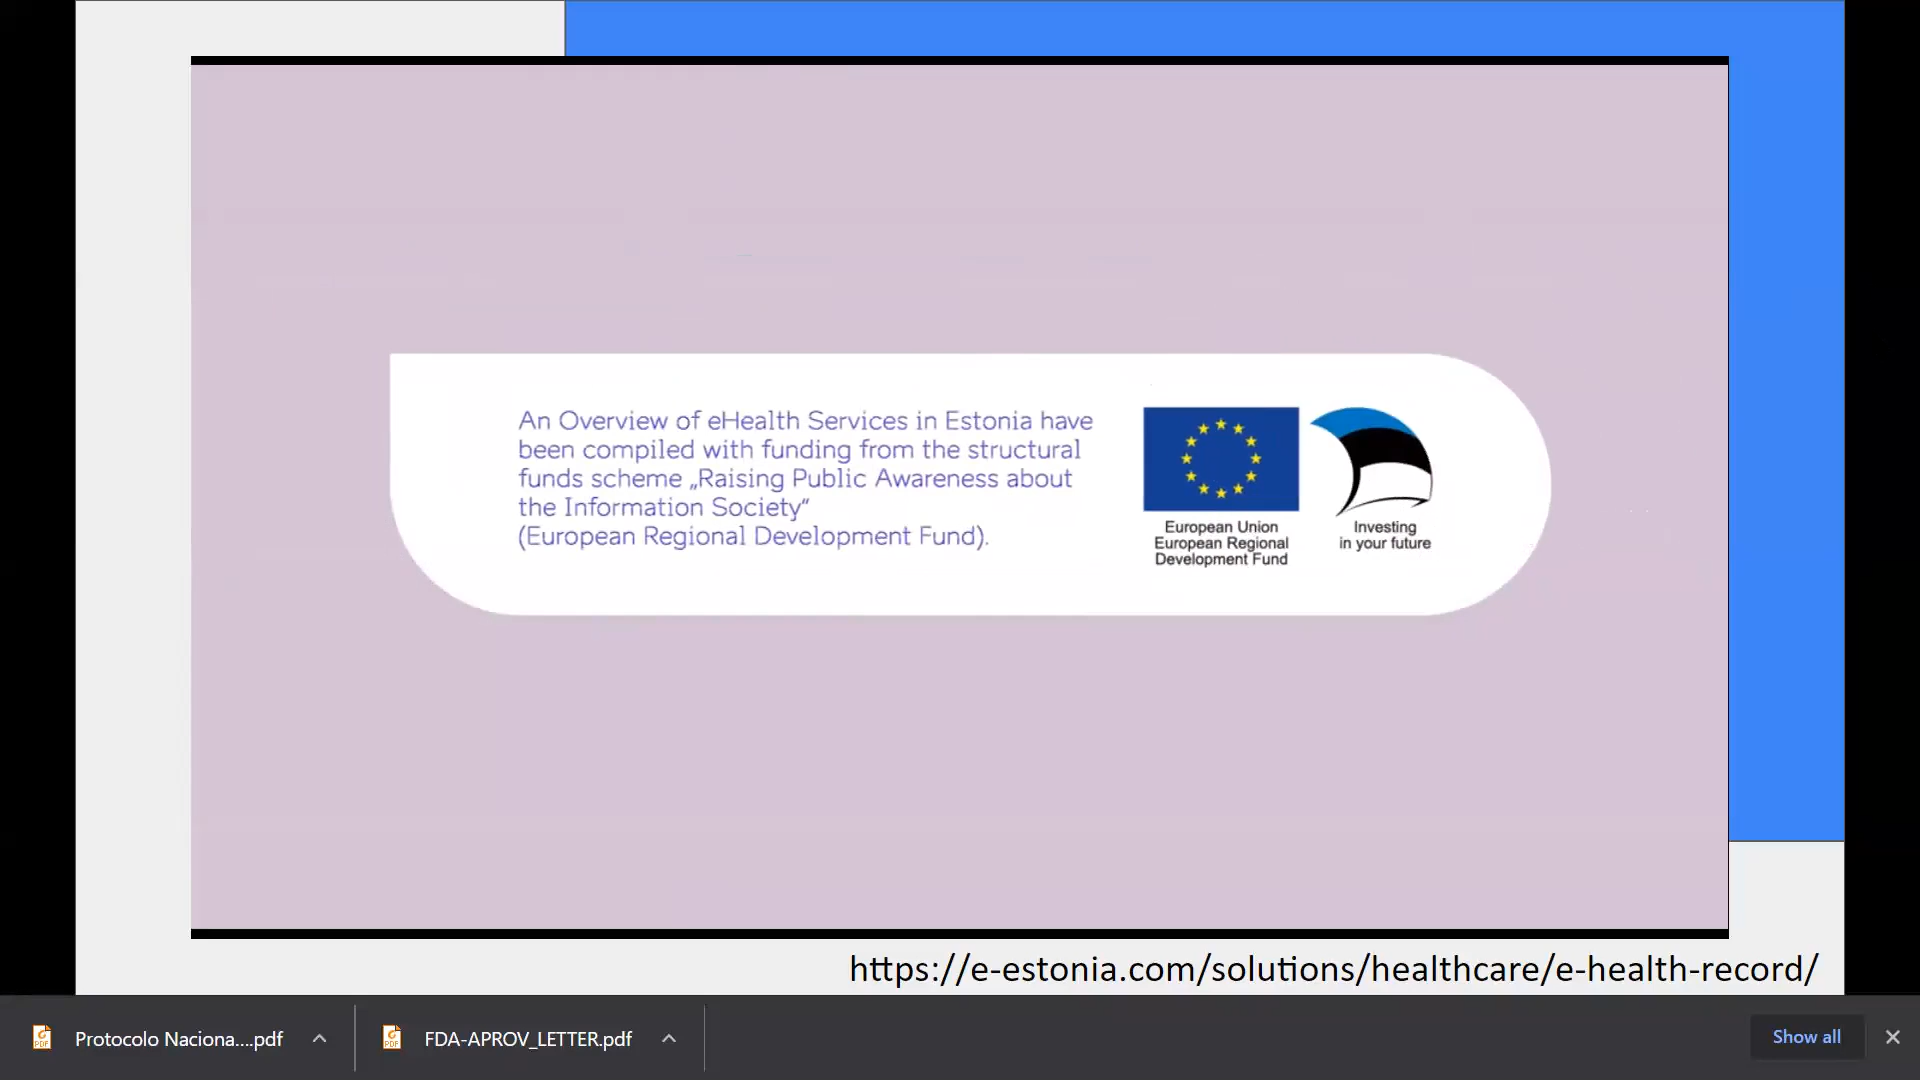 An Overview of eHealth Services in Estonia have
been compiled with funding from the structural
funds scheme „Raising Public Awareness about
the Information Society“
(European Regional Development Fund).
European Union
European Regional
Development Fund
Investing
in your future
https://e-estonia.com/solutions/healthcare/e-health-record/
Protocolo Naciona....pdf
FDA-APROV_LETTER.pdf
Show all